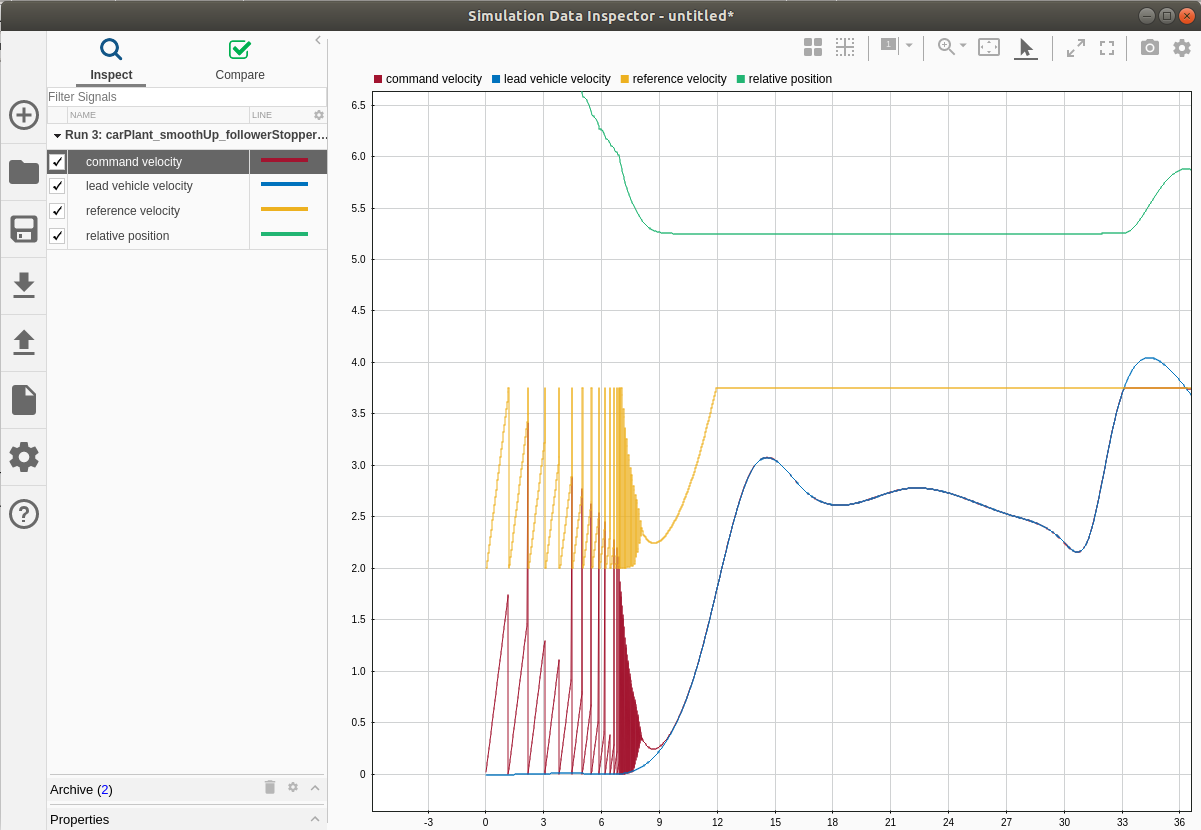 Simulation Data Inspector - untitled*
Inspect
Compare
Filter Signals
NAME
LINE
Run 3: carPlant_smoothUp_followerStopper...
command velocity
lead vehicle velocity
reference velocity
relative position
Archive (2)
Properties
1
command velocity lead vehicle velocity reference velocity relative position
6.5
6.0
5.5
5.0
4.5
4.0
3.5
3.0
2.5
2.0
1.5
1.0
0.5
0
-3 0 3 6 9 12 15 18 21 24 27 30 33 36